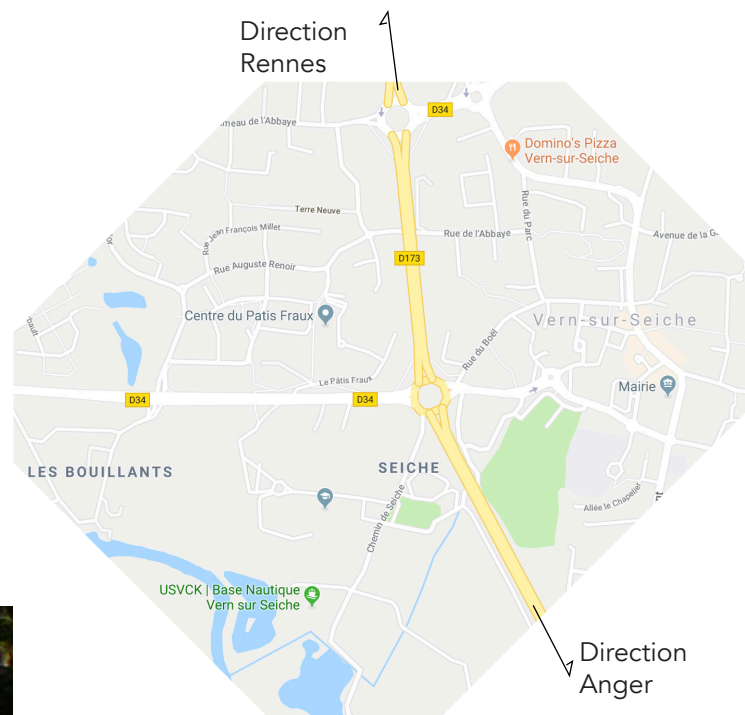 Direction
Rennes
D34
meau de l'Abbaye
Domino's Pizza
Vern-sur-Seiche
Rue du Parc
Terre Neuve
Rue Jean François Millet
Rue de l'Abbaye
Avenue de la G
Rue Auguste Renoir
D173
bault
Centre du Patis Fraux
Rue du Boël
Vern-sur-Seiche
Le Pâtis Fraux
Mairie
D34
D34
LES BOUILLANTS
SEICHE
Allée le Chapelier
Chemin de Seiche
USVCK | Base Nautique
Vern sur Seiche
Direction
Anger